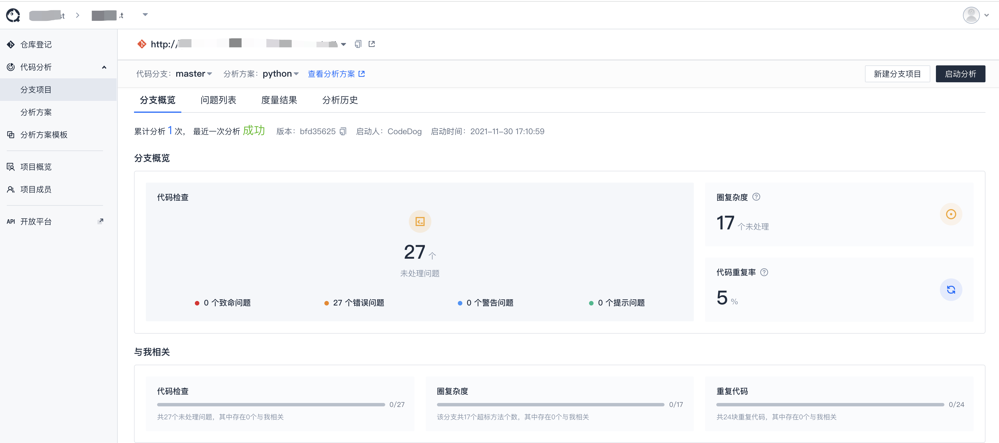 t
仓库登记
代码分析
分支项目
分析方案
分析方案模板
项目概览
项目成员
API 开放平台
http://
代码分支： master 分析方案： python 查看分析方案
新建分支项目
启动分析
分支概览 问题列表 度量结果 分析历史
累计分析 1 次， 最近一次分析 成功 版本： bfd35625 启动人： CodeDog 启动时间： 2021-11-30 17:10:59
分支概览
代码检查
27 个
未处理问题
0 个致命问题 27 个错误问题 0 个警告问题 0 个提示问题
圈复杂度
17 个未处理
代码重复率
5 %
与我相关
代码检查
0/27
共27个未处理问题，其中存在0个与我相关
圈复杂度
0/17
该分支共17个超标方法个数，其中存在0个与我相关
重复代码
0/24
共24块重复代码，其中存在0个与我相关